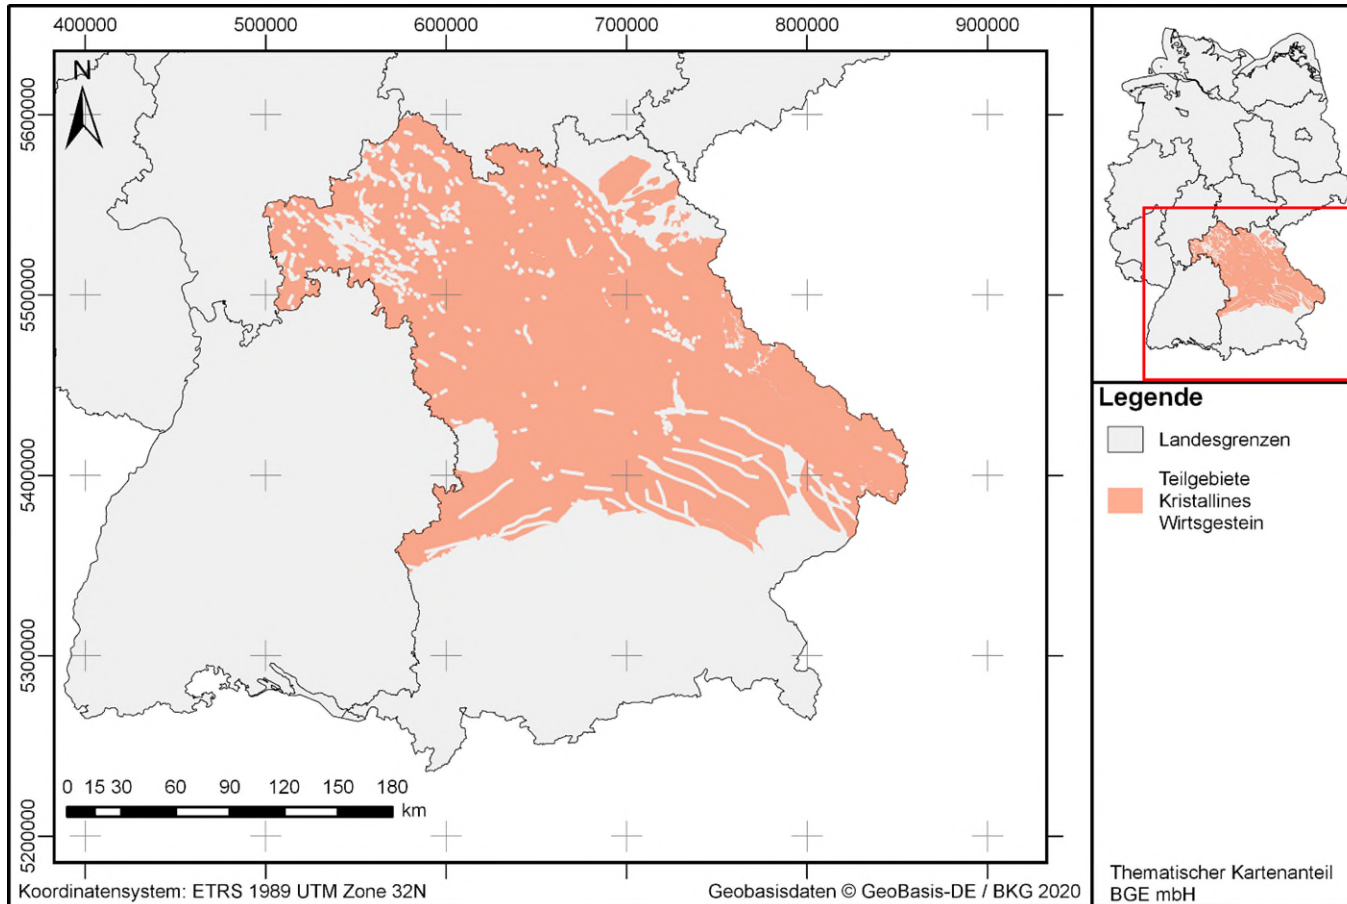 400000 500000 600000 700000 800000 900000
N
5600000
5500000
5400000
5300000
5200000
0 15 30 60 90 120 150 180
km
Koordinatensystem: ETRS 1989 UTM Zone 32N
Geobasisdaten © GeoBasis-DE / BKG 2020
Legende
Landesgrenzen
Teilgebiete
Kristallines
Wirtsgestein
Thematischer Kartenanteil
BGE mbH